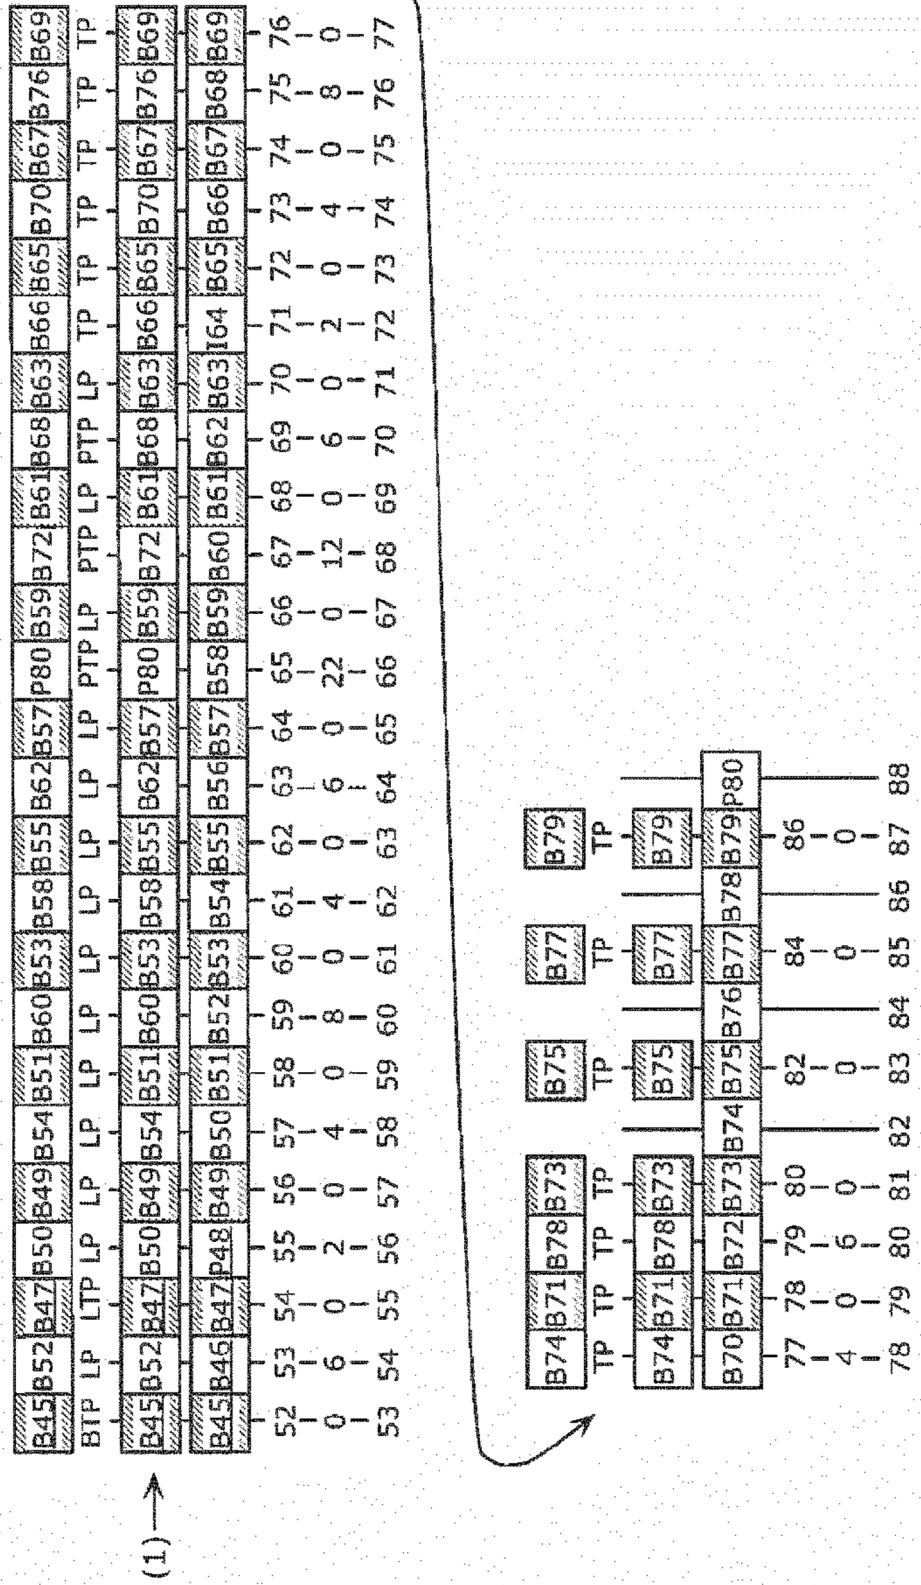 B45 B52 B47 B50 B49 B54 B51 B60 B53 B58 B55 B62 B57 P80 B59 B72 B61 B68 B63 B66 B65 B70 B67 B76 B69
BTP LP LTP LP LP LP LP LP LP LP LP LP LP PTP LP PTP LP PTP LP TP TP TP TP TP TP
(1) B45 B52 B47 B50 B49 B54 B51 B60 B53 B58 B55 B62 B57 P80 B59 B72 B61 B68 B63 B66 B65 B70 B67 B76 B69
B45 B46 B47 P48 B49 B50 B51 B52 B53 B54 B55 B56 B57 B58 B59 B60 B61 B62 B63 I64 B65 B66 B67 B68 B69
52 53 54 55 56 57 58 59 60 61 62 63 64 65 66 67 68 69 70 71 72 73 74 75 76
0 6 0 2 0 4 0 8 0 4 0 6 0 22 0 12 0 6 0 2 0 4 0 8 0
53 54 55 56 57 58 59 60 61 62 63 64 65 66 67 68 69 70 71 72 73 74 75 76 77
B74 B71 B78 B73 B75 B77 B79
TP TP TP TP TP TP TP
B74 B71 B78 B73 B75 B77 B79
B70 B71 B72 B73 B74 B75 B76 B77 B78 B79 P80
77 78 79 80 82 84 86
4 0 6 0 0 0 0
78 79 80 81 82 83 84 85 86 87 88